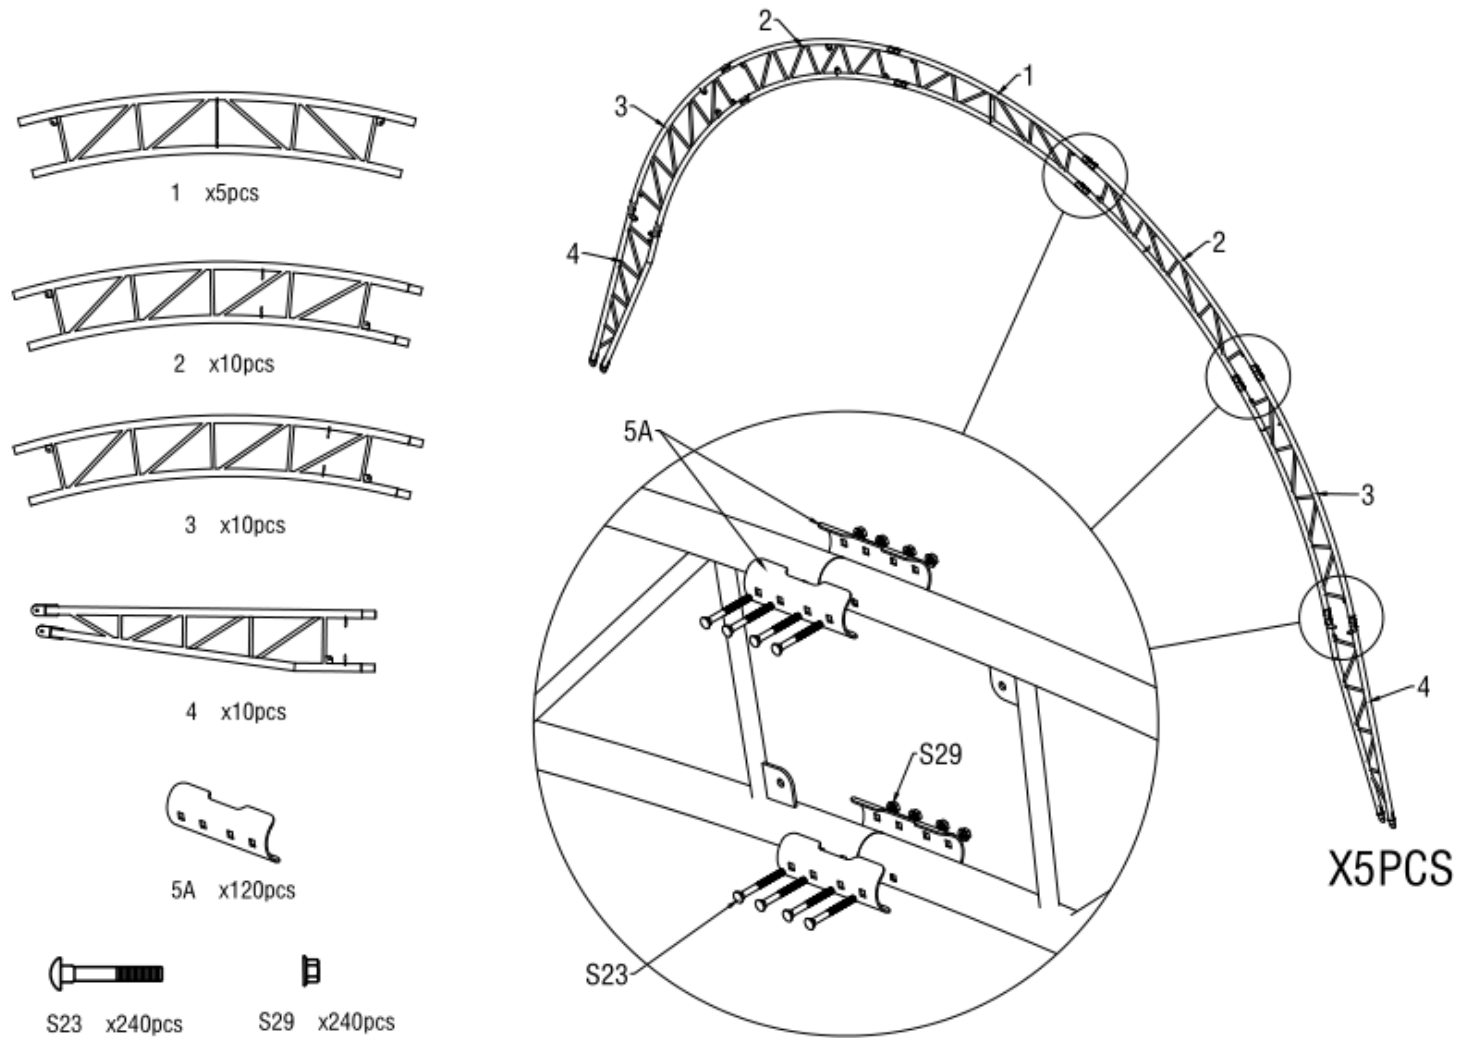 1 x5pcs
2 x10pcs
3 x10pcs
4 x10pcs
5A x120pcs
S23 x240pcs
S29 x240pcs
2
1
3
2
4
5A
3
4
S29
X5PCS
S23